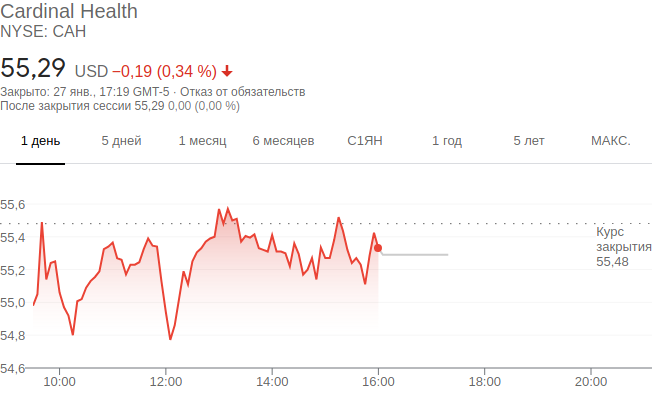 Cardinal Health
NYSE: CAH
55,29 USD −0,19 (0,34 %)
Закрыто: 27 янв., 17:19 GMT-5 · Отказ от обязательств
После закрытия сессии 55,29 0,00 (0,00 %)
1 день 5 дней 1 месяц 6 месяцев С1ЯН 1 год 5 лет МАКС.
55,6
55,4
55,2
55,0
54,8
54,6
Курс
закрытия
55,48
10:00 12:00 14:00 16:00 18:00 20:00